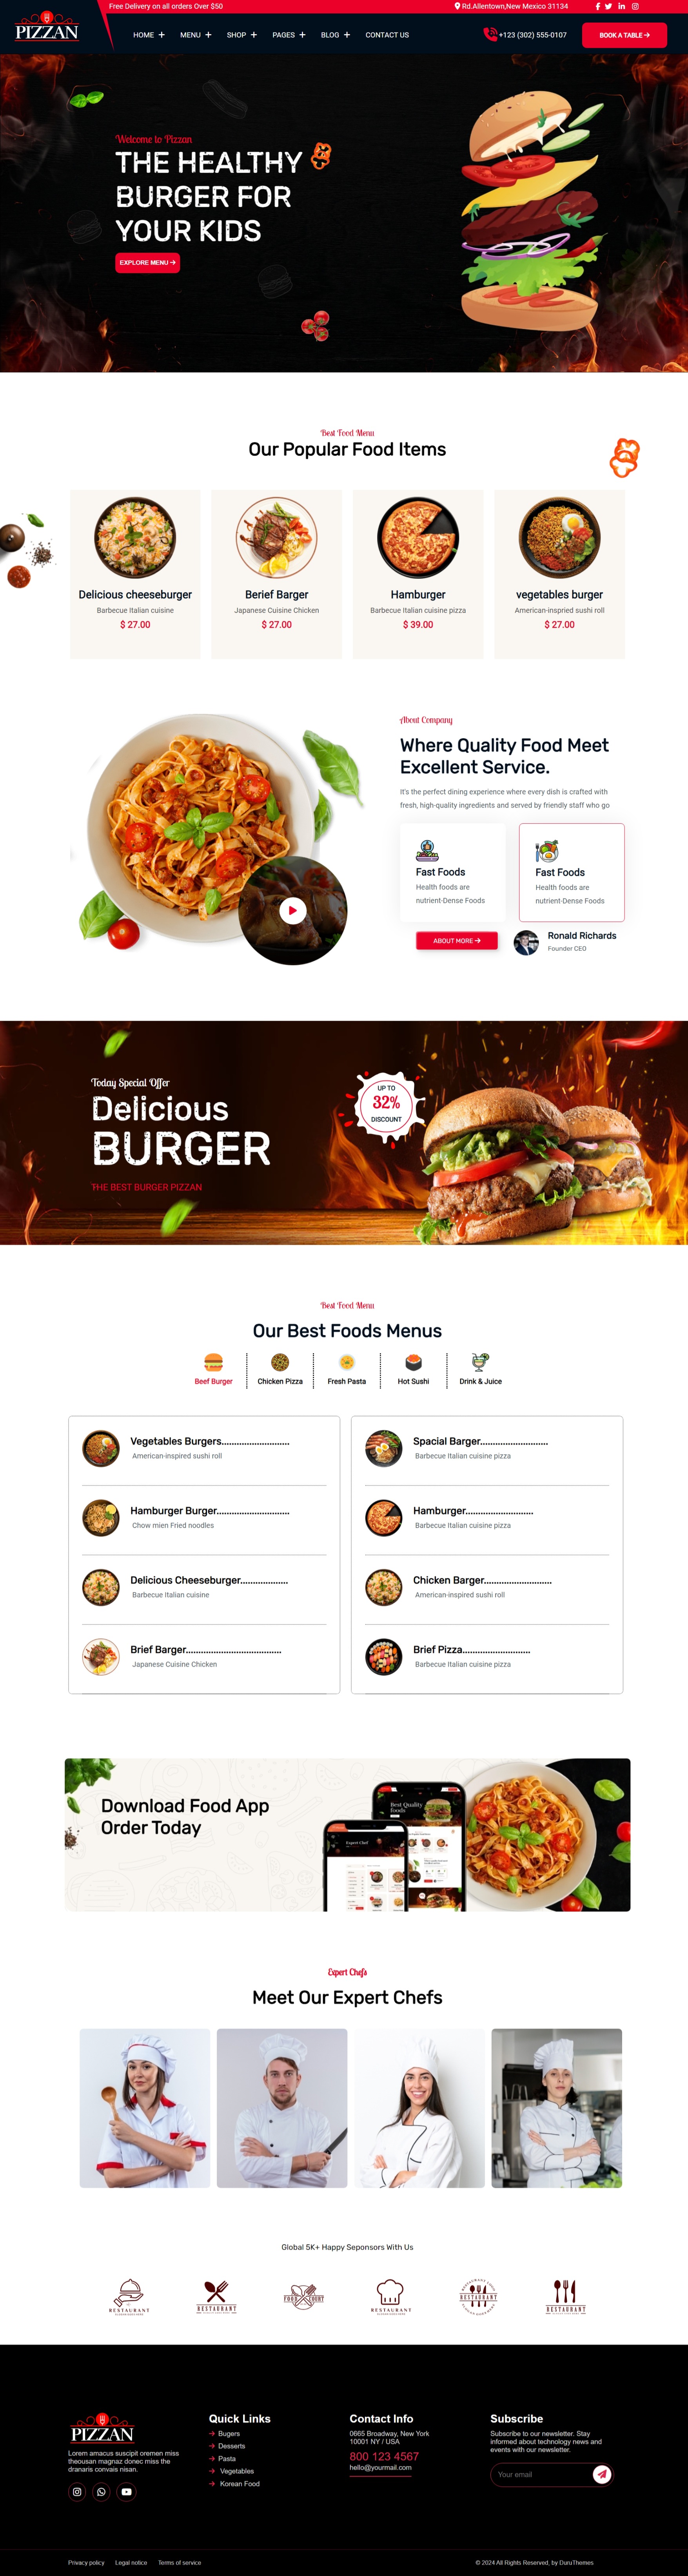 Free Delivery on all orders Over $50
Rd.Allentown,New Mexico 31134
PIZZAN
HOME
MENU
SHOP
PAGES
BLOG
CONTACT US
+123 (302) 555-0107
BOOK A TABLE
Welcome to Pizzan
THE HEALTHY
BURGER FOR
YOUR KIDS
EXPLORE MENU
Best Food Menu
Our Popular Food Items
Delicious cheeseburger
Barbecue Italian cuisine
$ 27.00
Berief Barger
Japanese Cuisine Chicken
$ 27.00
Hamburger
Barbecue Italian cuisine pizza
$ 39.00
vegetables burger
American-inspried sushi roll
$ 27.00
About Company
Where Quality Food Meet
Excellent Service.
It's the perfect dining experience where every dish is crafted with
fresh, high-quality ingredients and served by friendly staff who go
Fast Foods
Health foods are
nutrient-Dense Foods
Fast Foods
Health foods are
nutrient-Dense Foods
ABOUT MORE
Ronald Richards
Founder CEO
Today Special Offer
Delicious
BURGER
THE BEST BURGER PIZZAN
UP TO
32%
DISCOUNT
Best Food Menu
Our Best Foods Menus
Beef Burger
Chicken Pizza
Fresh Pasta
Hot Sushi
Drink & Juice
Vegetables Burgers...........................
American-inspired sushi roll
Hamburger Burger.............................
Chow mien Fried noodles
Delicious Cheeseburger...................
Barbecue Italian cuisine
Brief Barger......................................
Japanese Cuisine Chicken
Spacial Barger...........................
Barbecue Italian cuisine pizza
Hamburger...........................
Barbecue Italian cuisine pizza
Chicken Barger...........................
American-inspired sushi roll
Brief Pizza...........................
Barbecue Italian cuisine pizza
Download Food App
Order Today
Best Quality
foods
Expert Chef
Expert Chefs
Meet Our Expert Chefs
Global 5K+ Happy Seponsors With Us
RESTAURANT
RESTAURANT
FOOD COURT
RESTAURANT
RESTAURANT
RESTAURANT
PIZZAN
Lorem amacus suscipit oremen miss
theousan magnaz donec miss the
dranaris convais nisan.
Quick Links
Bugers
Desserts
Pasta
Vegetables
Korean Food
Contact Info
0665 Broadway, New York
10001 NY / USA
800 123 4567
hello@yourmail.com
Subscribe
Subscribe to our newsletter. Stay
informed about technology news and
events with our newsletter.
Your email
Privacy policy
Legal notice
Terms of service
© 2024 All Rights Reserved, by DuruThemes